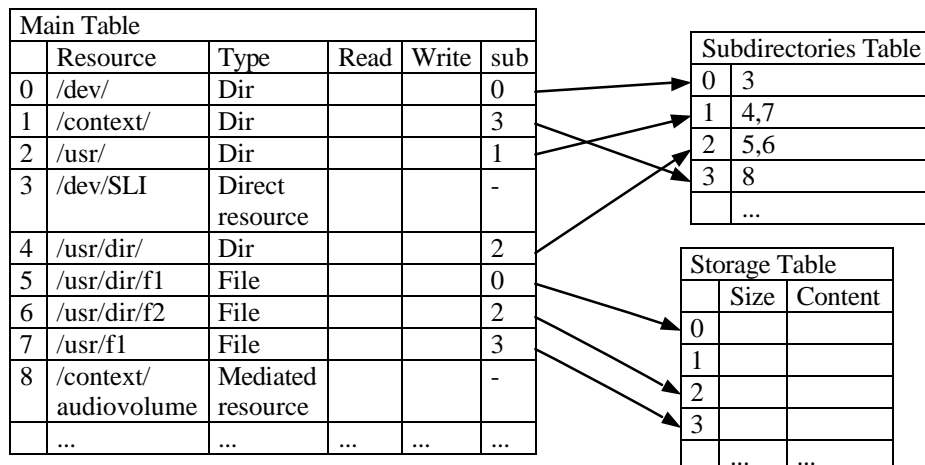 Main Table
Resource Type Read Write sub
0 /dev/ Dir 0
1 /context/ Dir 3
2 /usr/ Dir 1
3 /dev/SLI Direct resource -
4 /usr/dir/ Dir 2
5 /usr/dir/f1 File 0
6 /usr/dir/f2 File 2
7 /usr/f1 File 3
8 /context/ audiovolume Mediated resource -
... ... ... ... ...
Subdirectories Table
0 3
1 4,7
2 5,6
3 8
...
Storage Table
Size Content
0
1
2
3
... ...